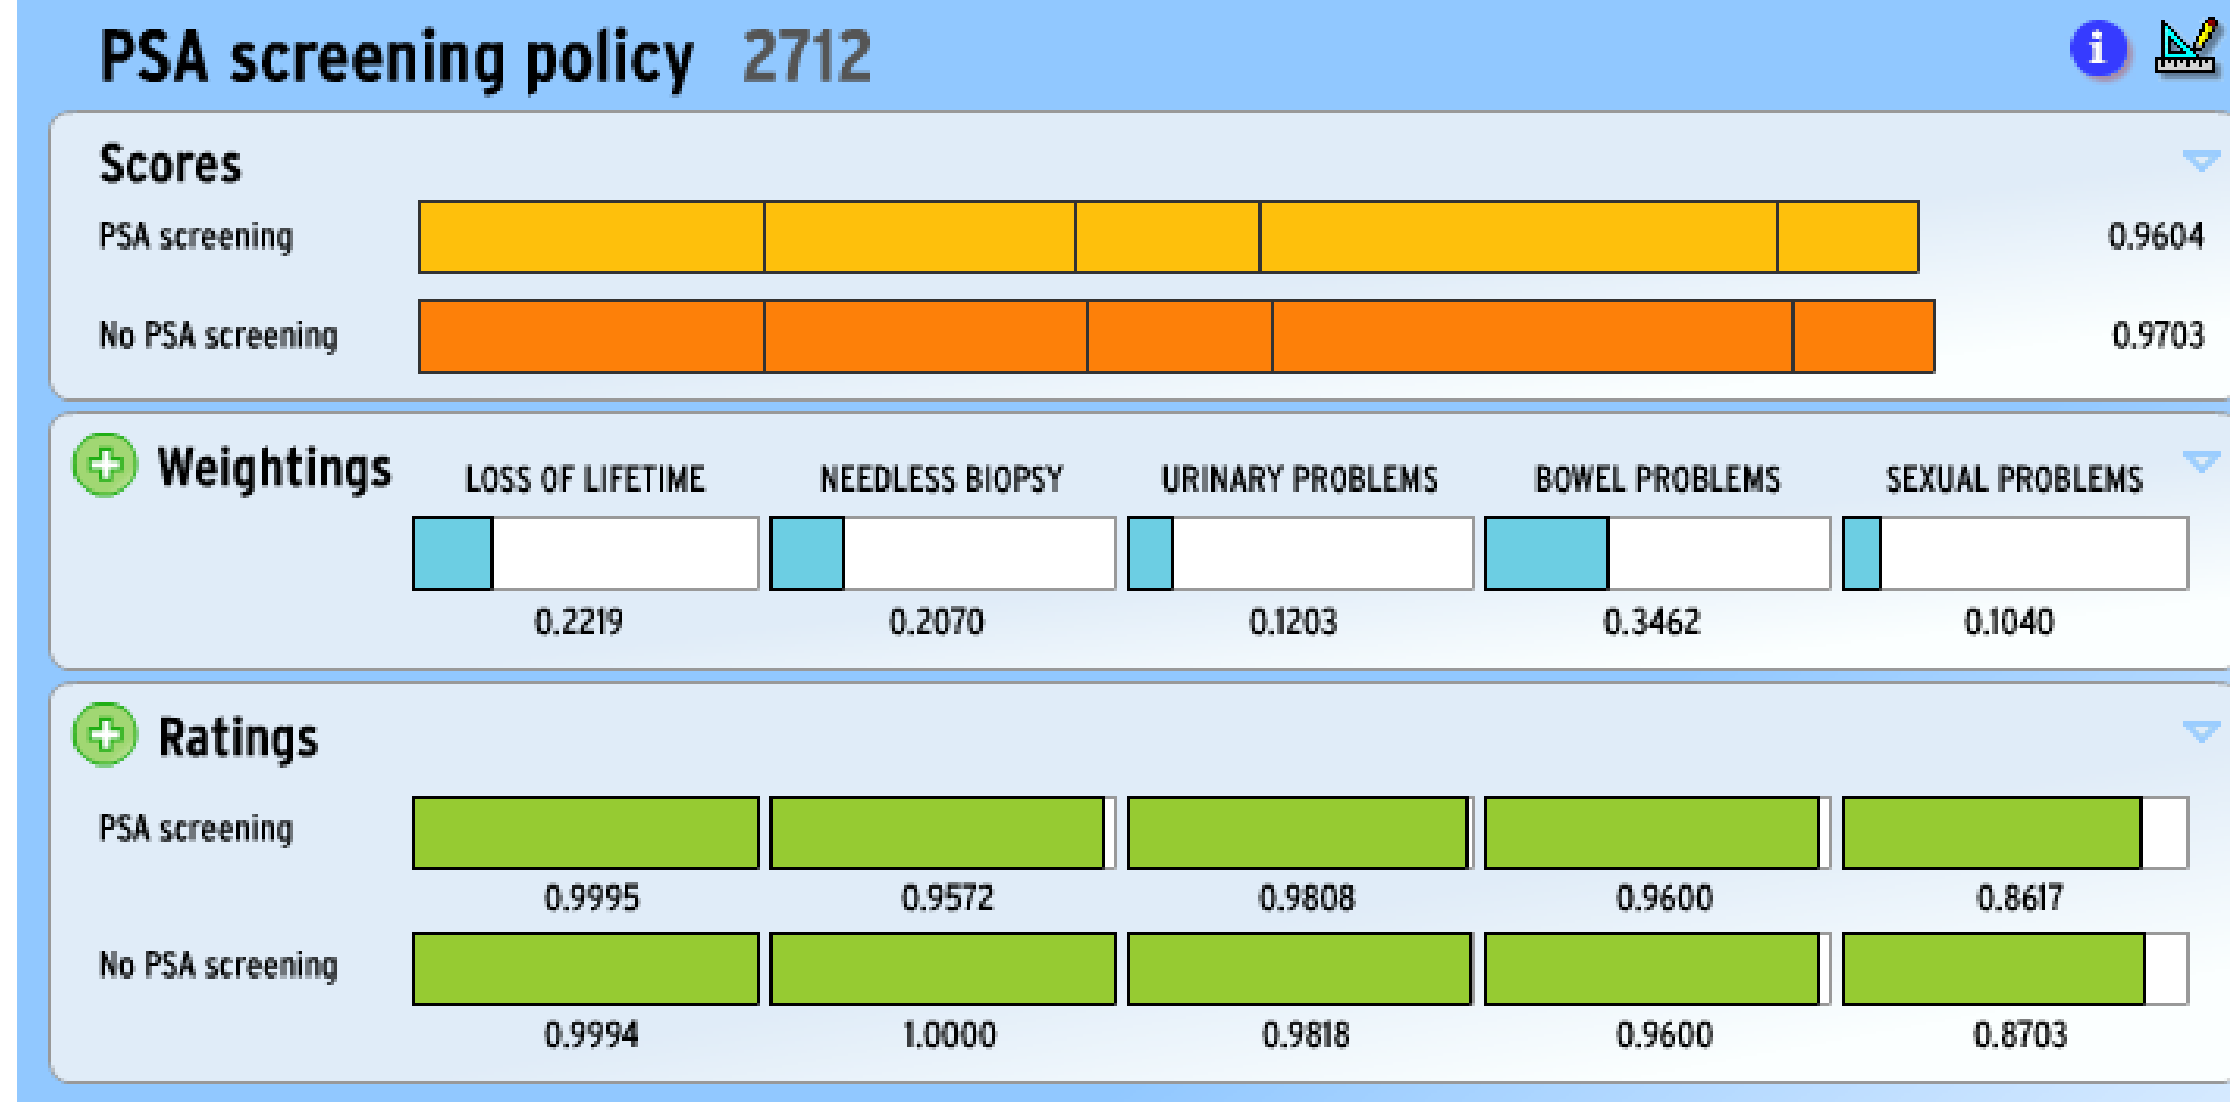 PSA screening policy 2712
i
Scores
PSA screening 0.9604
No PSA screening 0.9703
Weightings LOSS OF LIFETIME NEEDLESS BIOPSY URINARY PROBLEMS BOWEL PROBLEMS SEXUAL PROBLEMS
0.2219 0.2070 0.1203 0.3462 0.1040
Ratings
PSA screening
0.9995 0.9572 0.9808 0.9600 0.8617
No PSA screening
0.9994 1.0000 0.9818 0.9600 0.8703